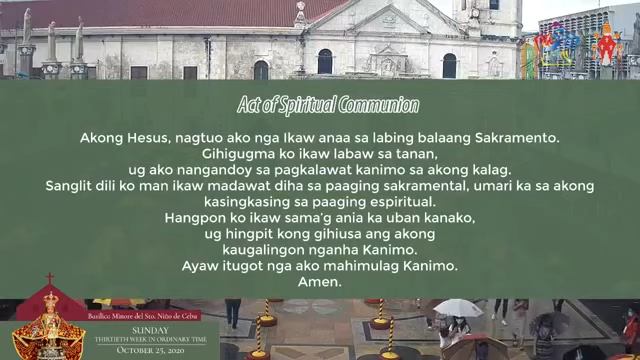 Act of Spiritual Communion
Akong Hesus, nagtuo ako nga Ikaw anaa sa labing balaang Sakramento.
Gihigugma ko ikaw labaw sa tanan,
ug ako nangandoy sa pagkalawat kanimo sa akong kalag.
Sanglit dili ko man ikaw madawat diha sa paaging sakramental, umari ka sa akong
kasingkasing sa paaging espiritual.
Hangpon ko ikaw sama'g ania ka uban kanako,
ug hingpit kong gihiusa ang akong
kaugalingon nganha Kanimo.
Ayaw itugot nga ako mahimulag Kanimo.
Amen.
Basilica Minore del Sto. Niño de Cebu
SUNDAY
THIRTIETH WEEK IN ORDINARY TIME
OCTOBER 25, 2020